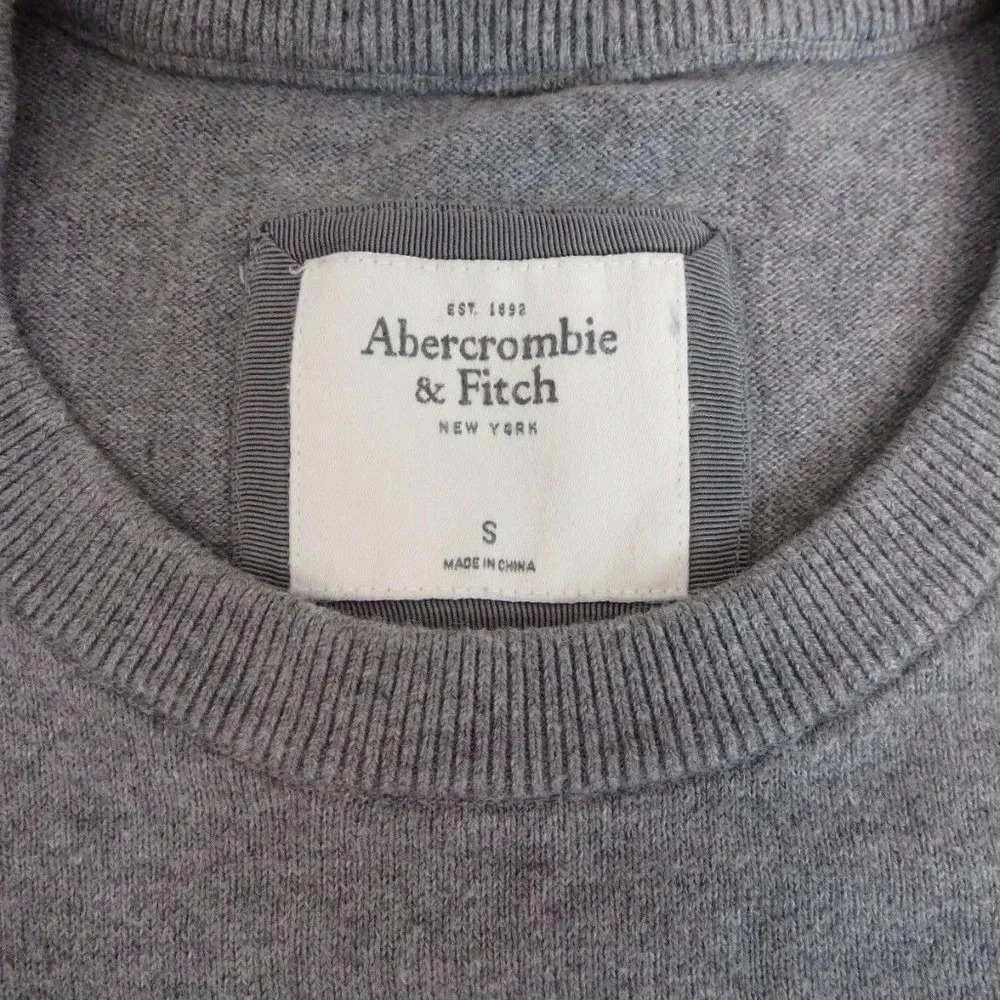 EST. 1892
Abercrombie
& Fitch
NEW YORK
S
MADE IN CHINA